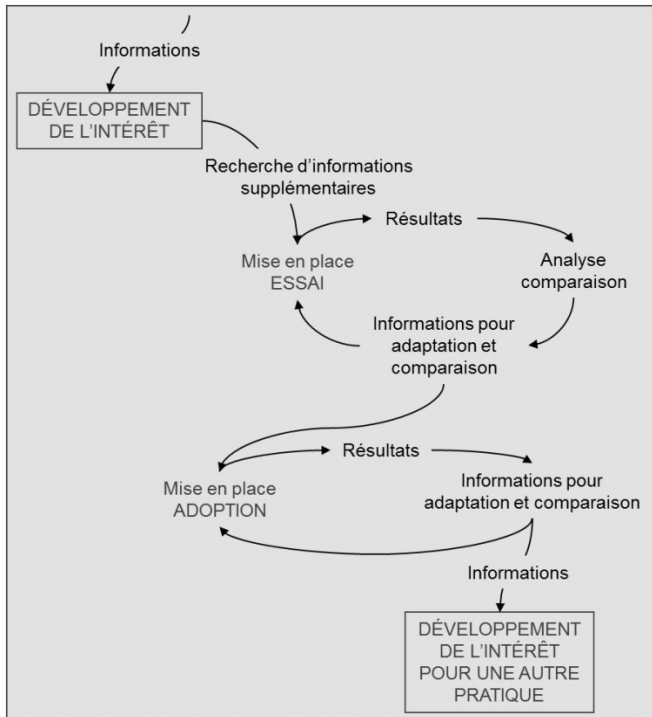 Informations
DÉVELOPPEMENT
DE L'INTÉRÊT
Recherche d'informations
supplémentaires
Résultats
Mise en place
ESSAI
Analyse
comparaison
Informations pour
adaptation et
comparaison
Résultats
Mise en place
ADOPTION
Informations pour
adaptation et comparaison
Informations
DÉVELOPPEMENT
DE L'INTÉRÊT
POUR UNE AUTRE
PRATIQUE